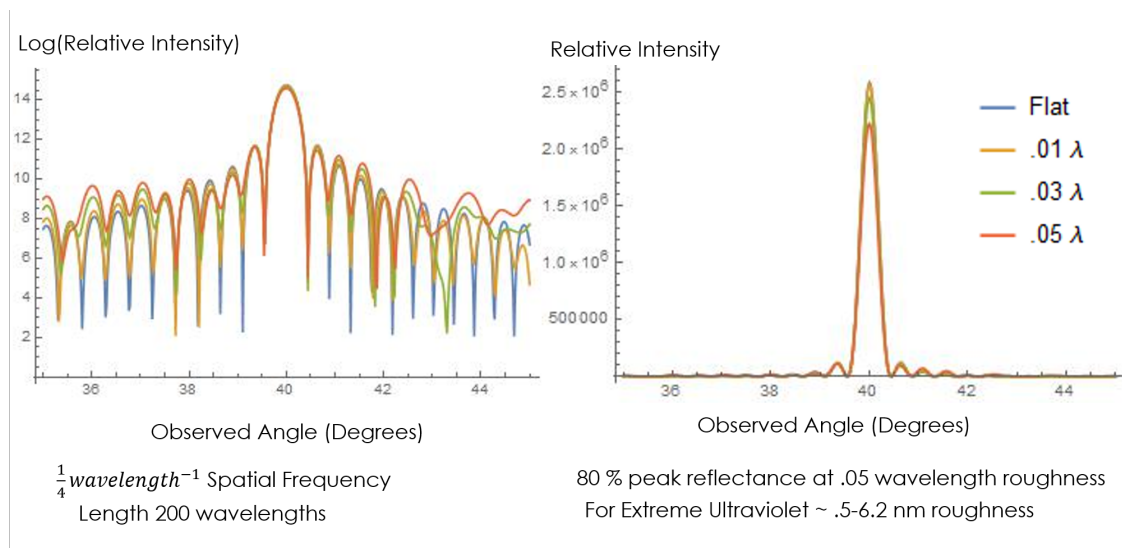 Log(Relative Intensity)
14
12
10
8
6
4
2
36 38 40 42 44
Observed Angle (Degrees)
1/4 wavelength⁻¹ Spatial Frequency
Length 200 wavelengths
Relative Intensity
2.5 × 10⁶
2.0 × 10⁶
1.5 × 10⁶
1.0 × 10⁶
500 000
36 38 40 42 44
Flat
.01 λ
.03 λ
.05 λ
Observed Angle (Degrees)
80 % peak reflectance at .05 wavelength roughness
For Extreme Ultraviolet ~ .5-6.2 nm roughness